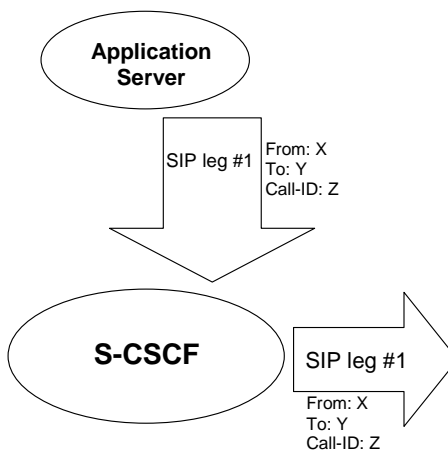 Application
Server
SIP leg #1
From: X
To: Y
Call-ID: Z
S-CSCF
SIP leg #1
From: X
To: Y
Call-ID: Z